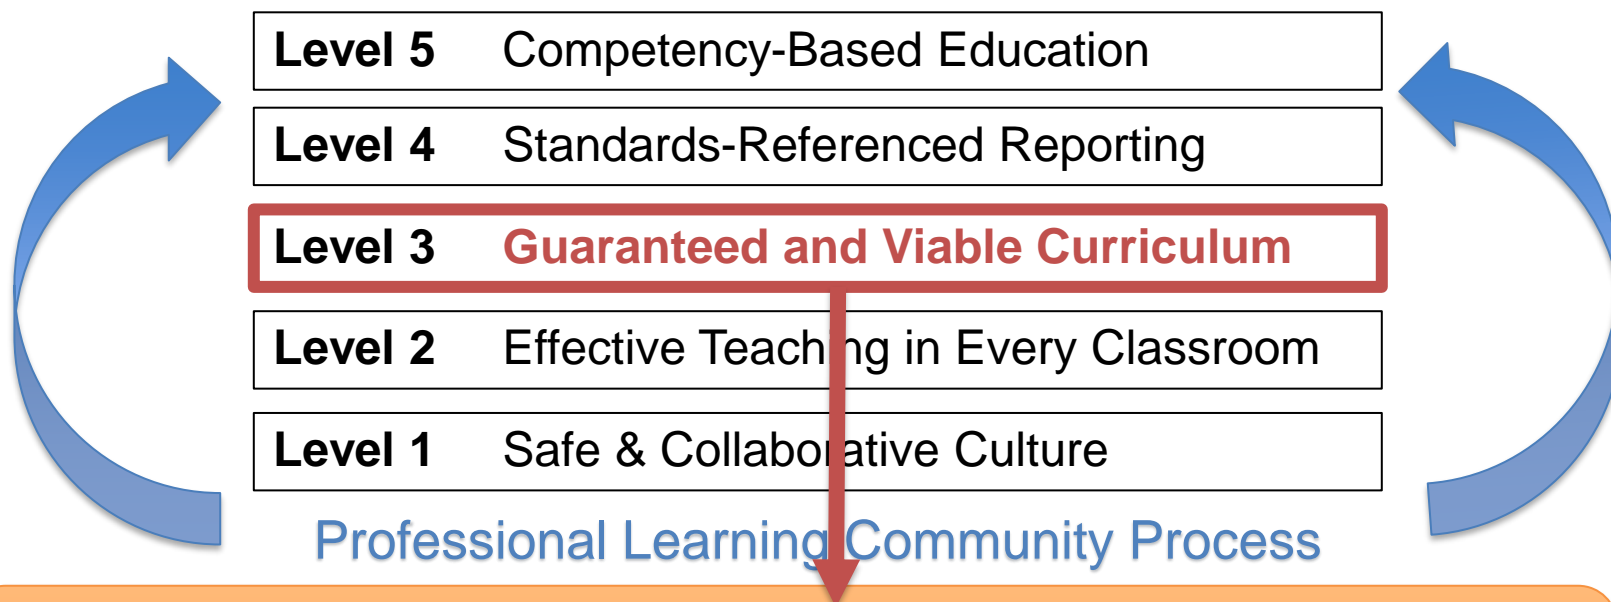 Level 5 Competency-Based Education
Level 4 Standards-Referenced Reporting
Level 3 Guaranteed and Viable Curriculum
Level 2 Effective Teaching in Every Classroom
Level 1 Safe & Collaborative Culture
Professional Learning Community Process